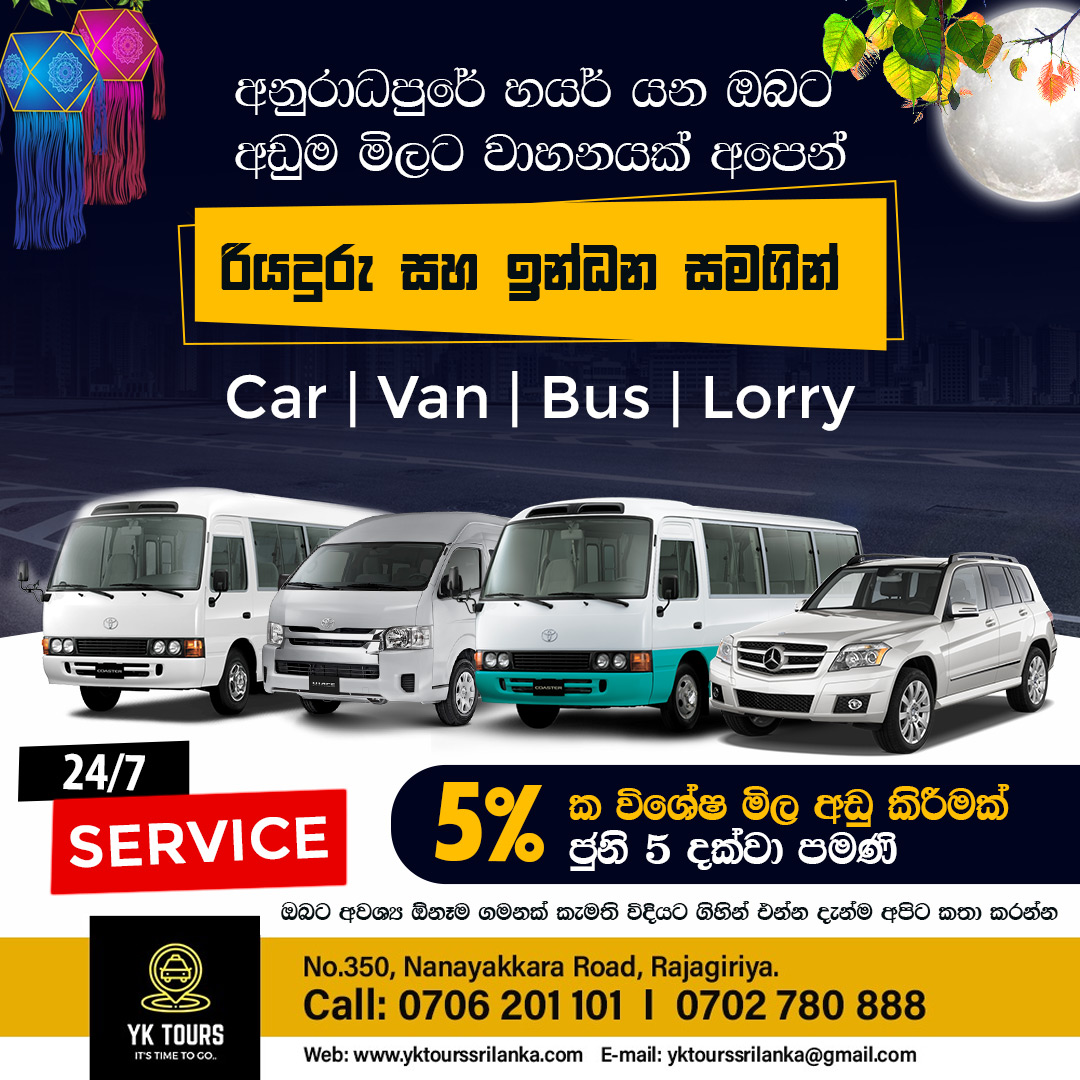 අනුරාධපුරේ හයර් යන ඔබට
අඩුම මිලට වාහනයක් අපෙන්
රියදුරු සහ ඉන්ධන සමගින්
Car | Van | Bus | Lorry
COASTER
HIACE
COASTER
24/7
SERVICE
5% ක විශේෂ මිල අඩු කිරීමක්
ජුනි 5 දක්වා පමණි
ඔබට අවශ්‍ය ඕනෑම ගමනක් කැමති විදියට ගිහින් එන්න දැන්ම අපිට කතා කරන්න
No.350, Nanayakkara Road, Rajagiriya.
Call: 0706 201 101 | 0702 780 888
YK TOURS
IT'S TIME TO GO..
Web: www.yktourssrilanka.com E-mail: yktourssrilanka@gmail.com